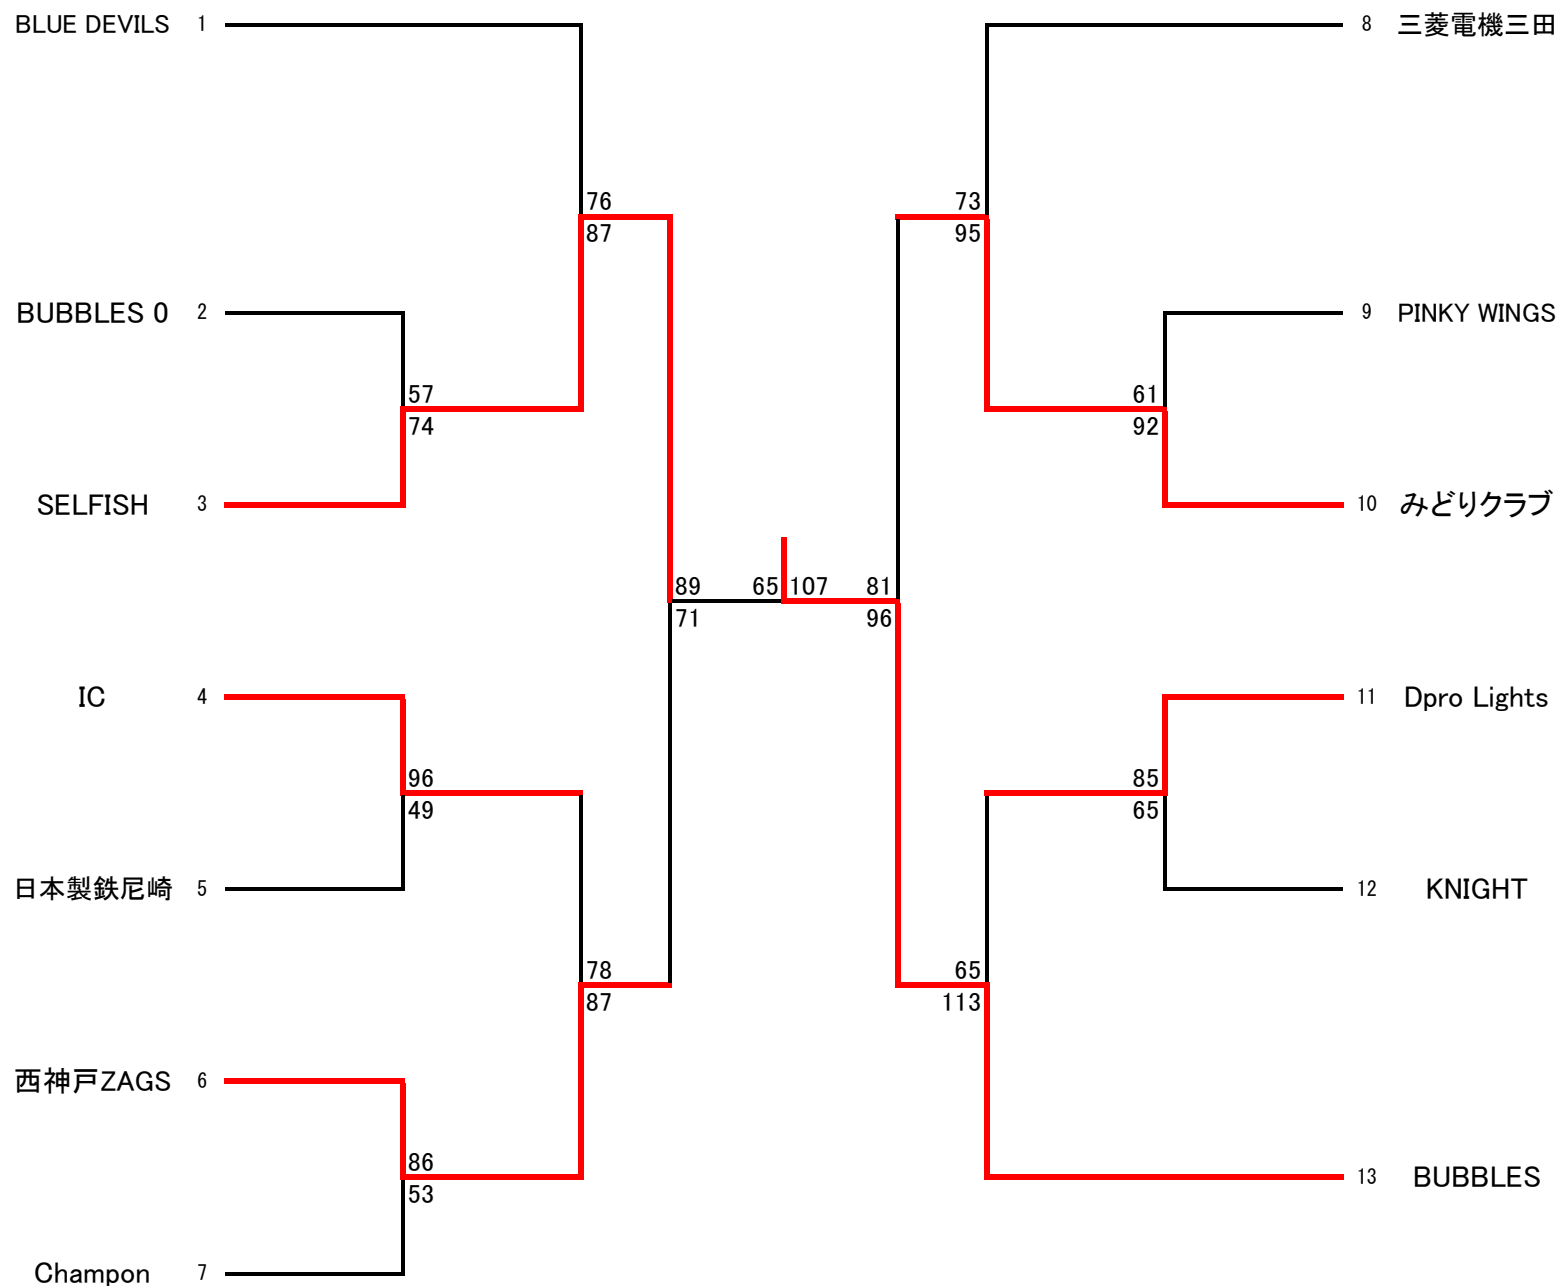 BLUE DEVILS 1
8 三菱電機三田
76
87
73
95
BUBBLES 0 2
9 PINKY WINGS
57
74
61
92
SELFISH 3
10 みどりクラブ
89
71
65 107
81
96
IC 4
11 Dpro Lights
96
49
85
65
日本製鉄尼崎 5
12 KNIGHT
78
87
65
113
西神戸ZAGS 6
86
53
13 BUBBLES
Champon 7